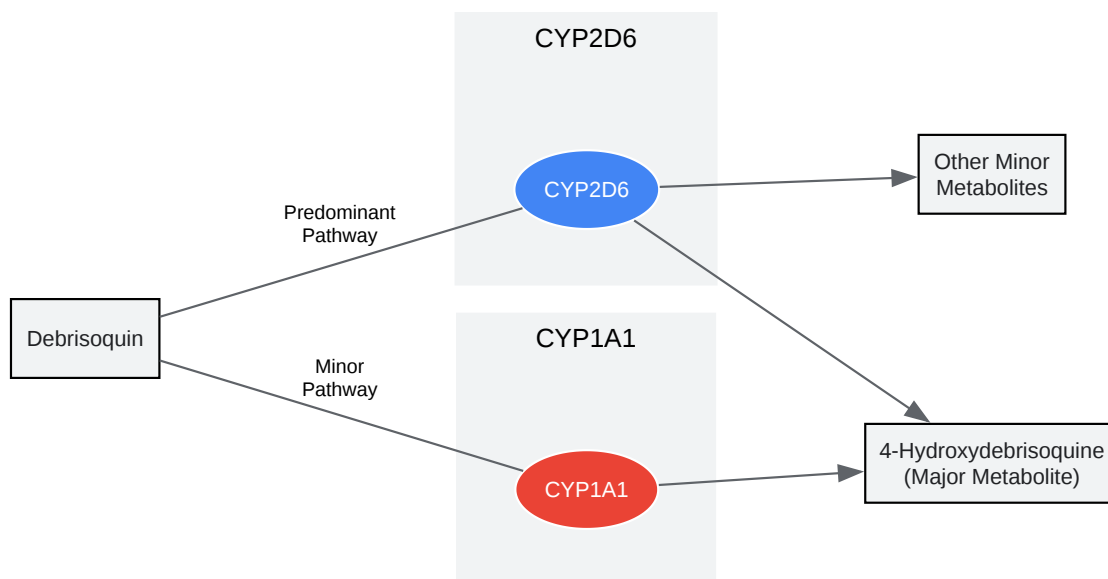 CYP2D6
CYP2D6
Other Minor
Metabolites
Predominant
Pathway
Debrisoquin
CYP1A1
Minor
Pathway
4-Hydroxydebrisoquine
(Major Metabolite)
CYP1A1